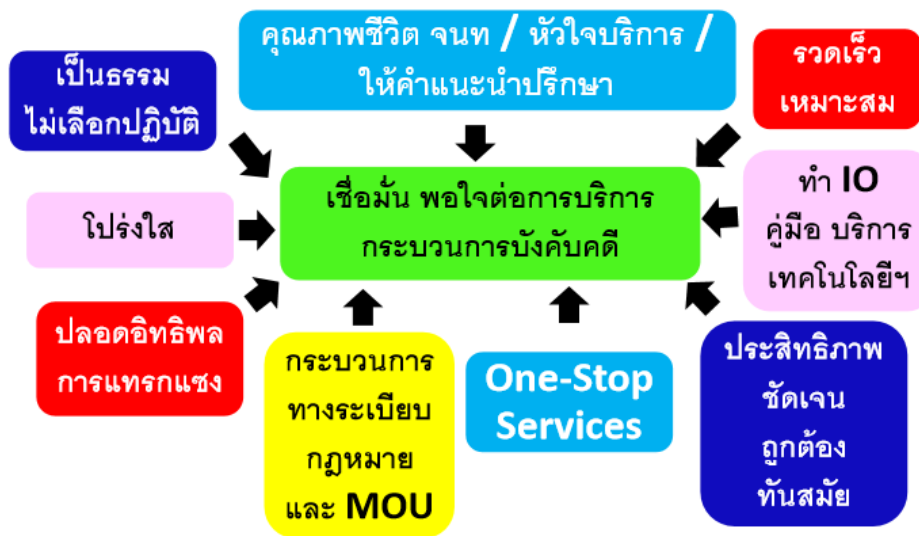 คุณภาพชีวิต จนท / หัวใจบริการ /
ให้คำแนะนำปรึกษา
เป็นธรรม
ไม่เลือกปฏิบัติ
รวดเร็ว
เหมาะสม
เชื่อมั่น พอใจต่อการบริการ
กระบวนการบังคับคดี
โปร่งใส
ทำ IO
คู่มือ บริการ
เทคโนโลยีฯ
ปลอดอิทธิพล
การแทรกแซง
กระบวนการ
ทางระเบียบ
กฎหมาย
และ MOU
One-Stop
Services
ประสิทธิภาพ
ชัดเจน
ถูกต้อง
ทันสมัย